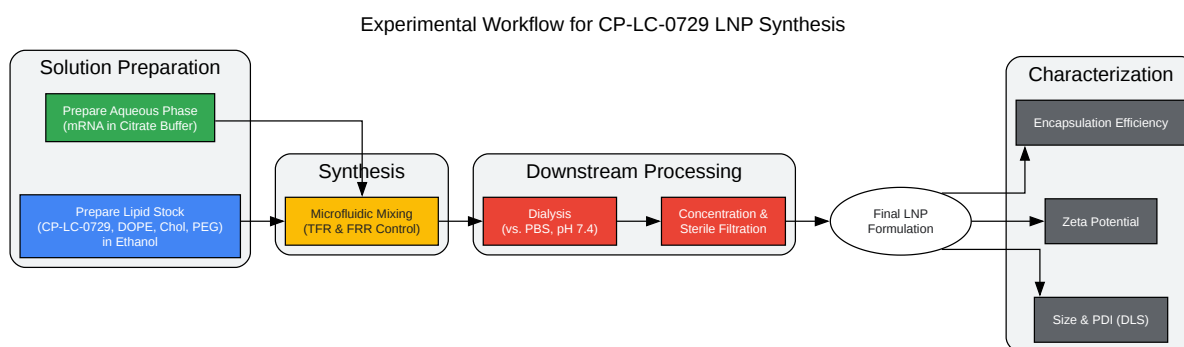 Experimental Workflow for CP-LC-0729 LNP Synthesis
Solution Preparation
Prepare Aqueous Phase
(mRNA in Citrate Buffer)
Prepare Lipid Stock
(CP-LC-0729, DOPE, Chol, PEG)
in Ethanol
Synthesis
Microfluidic Mixing
(TFR & FRR Control)
Downstream Processing
Dialysis
(vs. PBS, pH 7.4)
Concentration &
Sterile Filtration
Final LNP
Formulation
Characterization
Encapsulation Efficiency
Zeta Potential
Size & PDI (DLS)